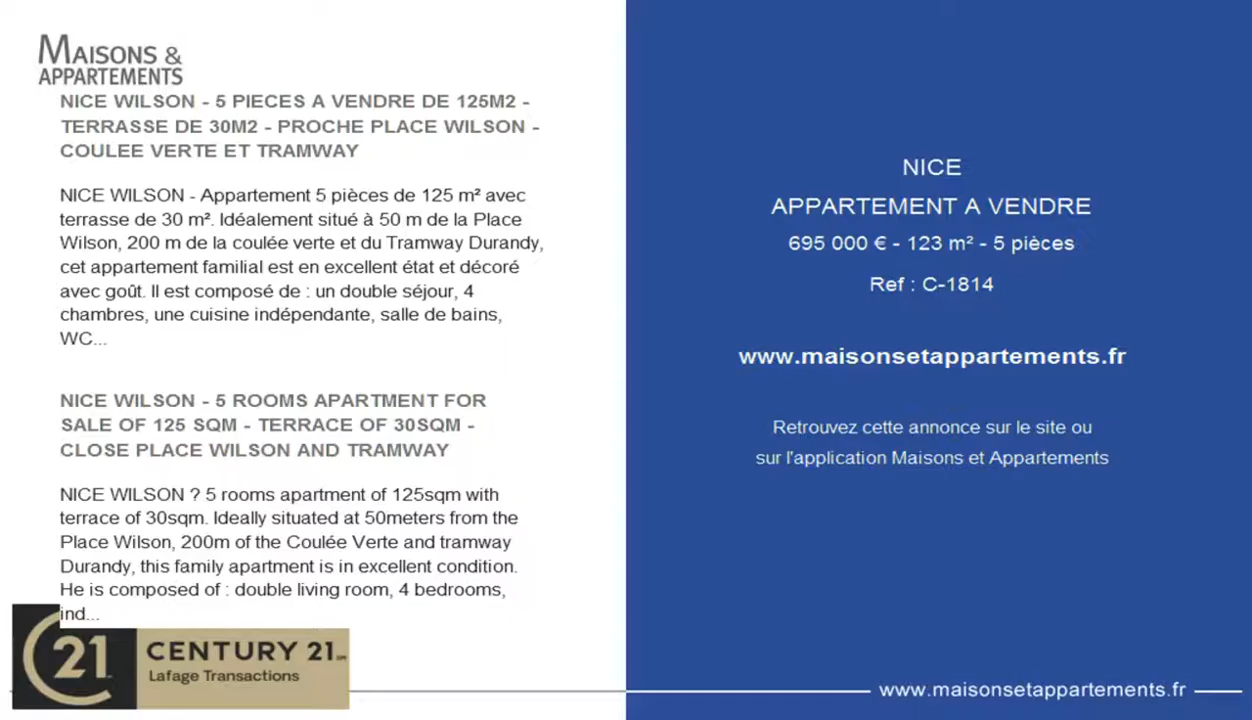 MAISONS &
APPARTEMENTS
NICE WILSON - 5 PIECES A VENDRE DE 125M2 -
TERRASSE DE 30M2 - PROCHE PLACE WILSON -
COULEE VERTE ET TRAMWAY
NICE WILSON - Appartement 5 pièces de 125 m² avec
terrasse de 30 m². Idéalement situé à 50 m de la Place
Wilson, 200 m de la coulée verte et du Tramway Durandy,
cet appartement familial est en excellent état et décoré
avec goût. Il est composé de : un double séjour, 4
chambres, une cuisine indépendante, salle de bains,
WC...
NICE WILSON - 5 ROOMS APARTMENT FOR
SALE OF 125 SQM - TERRACE OF 30SQM -
CLOSE PLACE WILSON AND TRAMWAY
NICE WILSON ? 5 rooms apartment of 125sqm with
terrace of 30sqm. Ideally situated at 50meters from the
Place Wilson, 200m of the Coulée Verte and tramway
Durandy, this family apartment is in excellent condition.
He is composed of : double living room, 4 bedrooms,
ind...
C21
CENTURY 21
Lafage Transactions
NICE
APPARTEMENT A VENDRE
695 000 € - 123 m² - 5 pièces
Ref : C-1814
www.maisonsetappartements.fr
Retrouvez cette annonce sur le site ou
sur l'application Maisons et Appartements
www.maisonsetappartements.fr